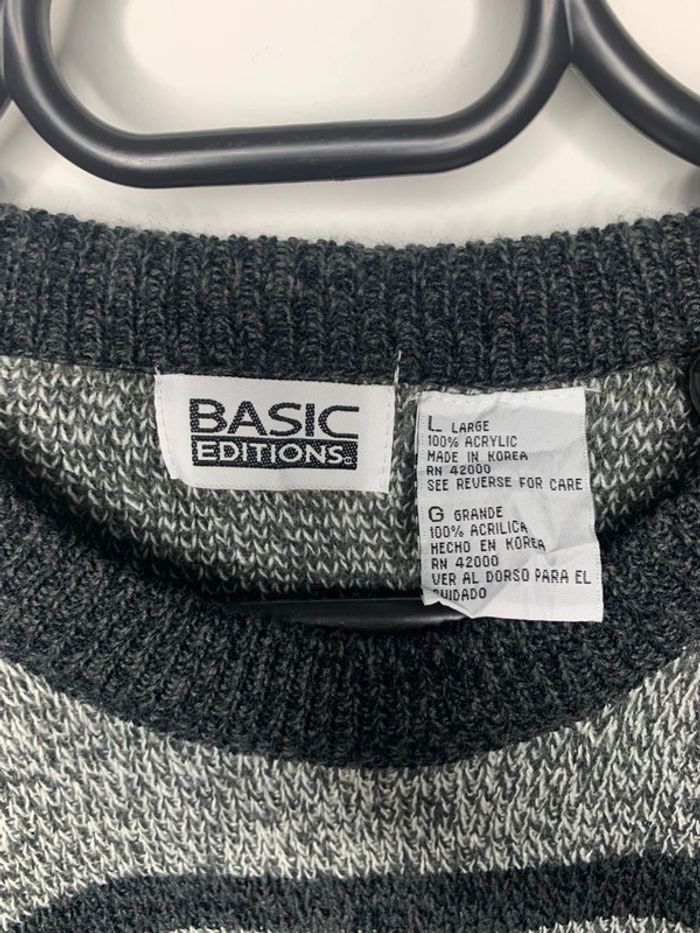 BASIC
EDITIONS
L LARGE
100% ACRYLIC
MADE IN KOREA
RN 42000
SEE REVERSE FOR CARE
G GRANDE
100% ACRILICA
HECHO EN KOREA
RN 42000
VER AL DORSO PARA EL
CUIDADO